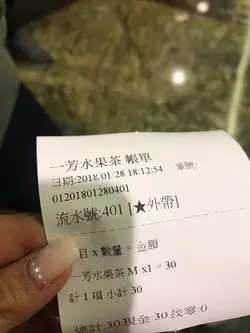 一芳水果茶 帳單
日期:2018/01/28 18:12:54 單號:
01201801280401
流水號:401 [★外帶]
目 x 數量 = 金額
一芳水果茶 M x1 = 30
計 1 項 小計 30
總計:30 現金:30 找零:0